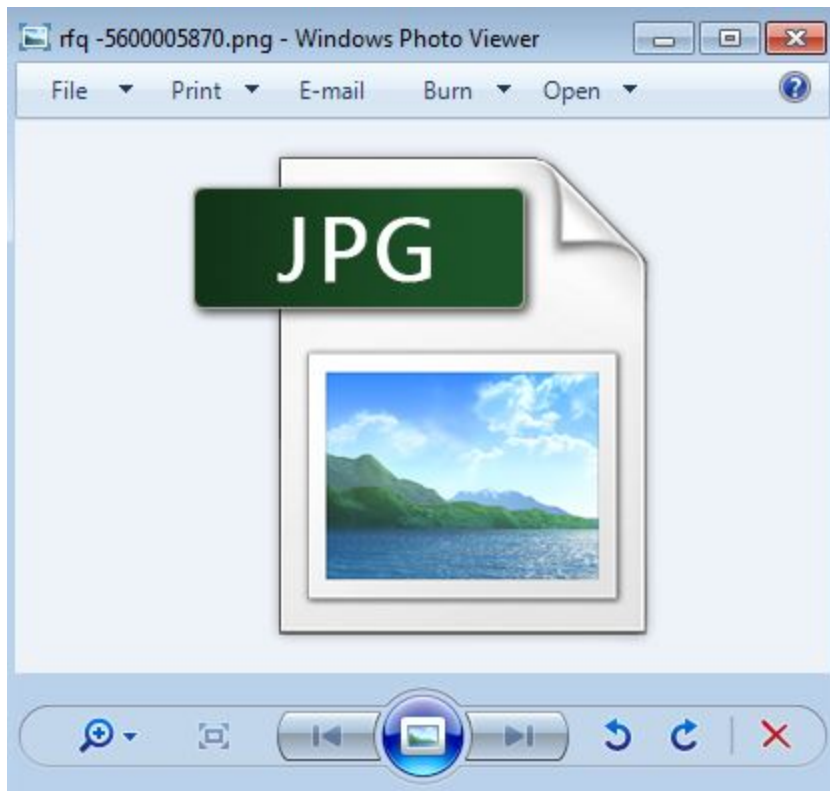 rfq -5600005870.png - Windows Photo Viewer
File Print E-mail Burn Open
JPG